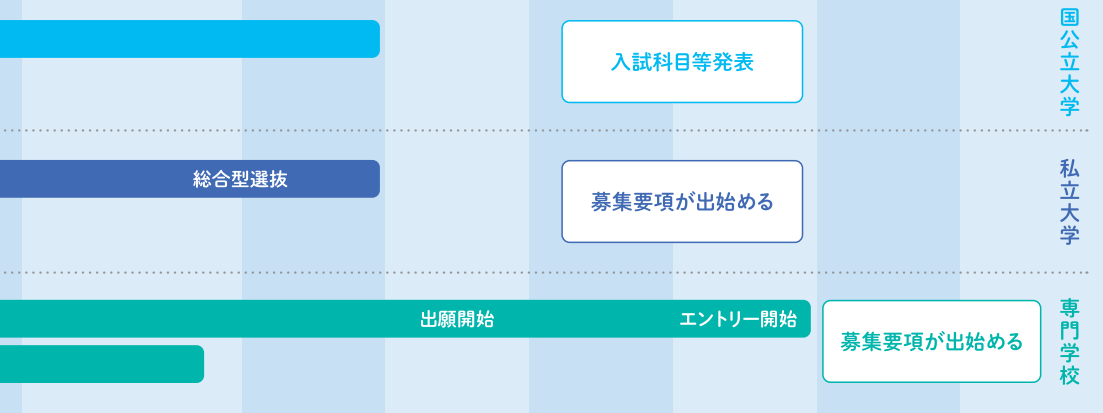 国公立大学
入試科目等発表
私立大学
募集要項が出始める
総合型選抜
専門学校
募集要項が出始める
エントリー開始
出願開始